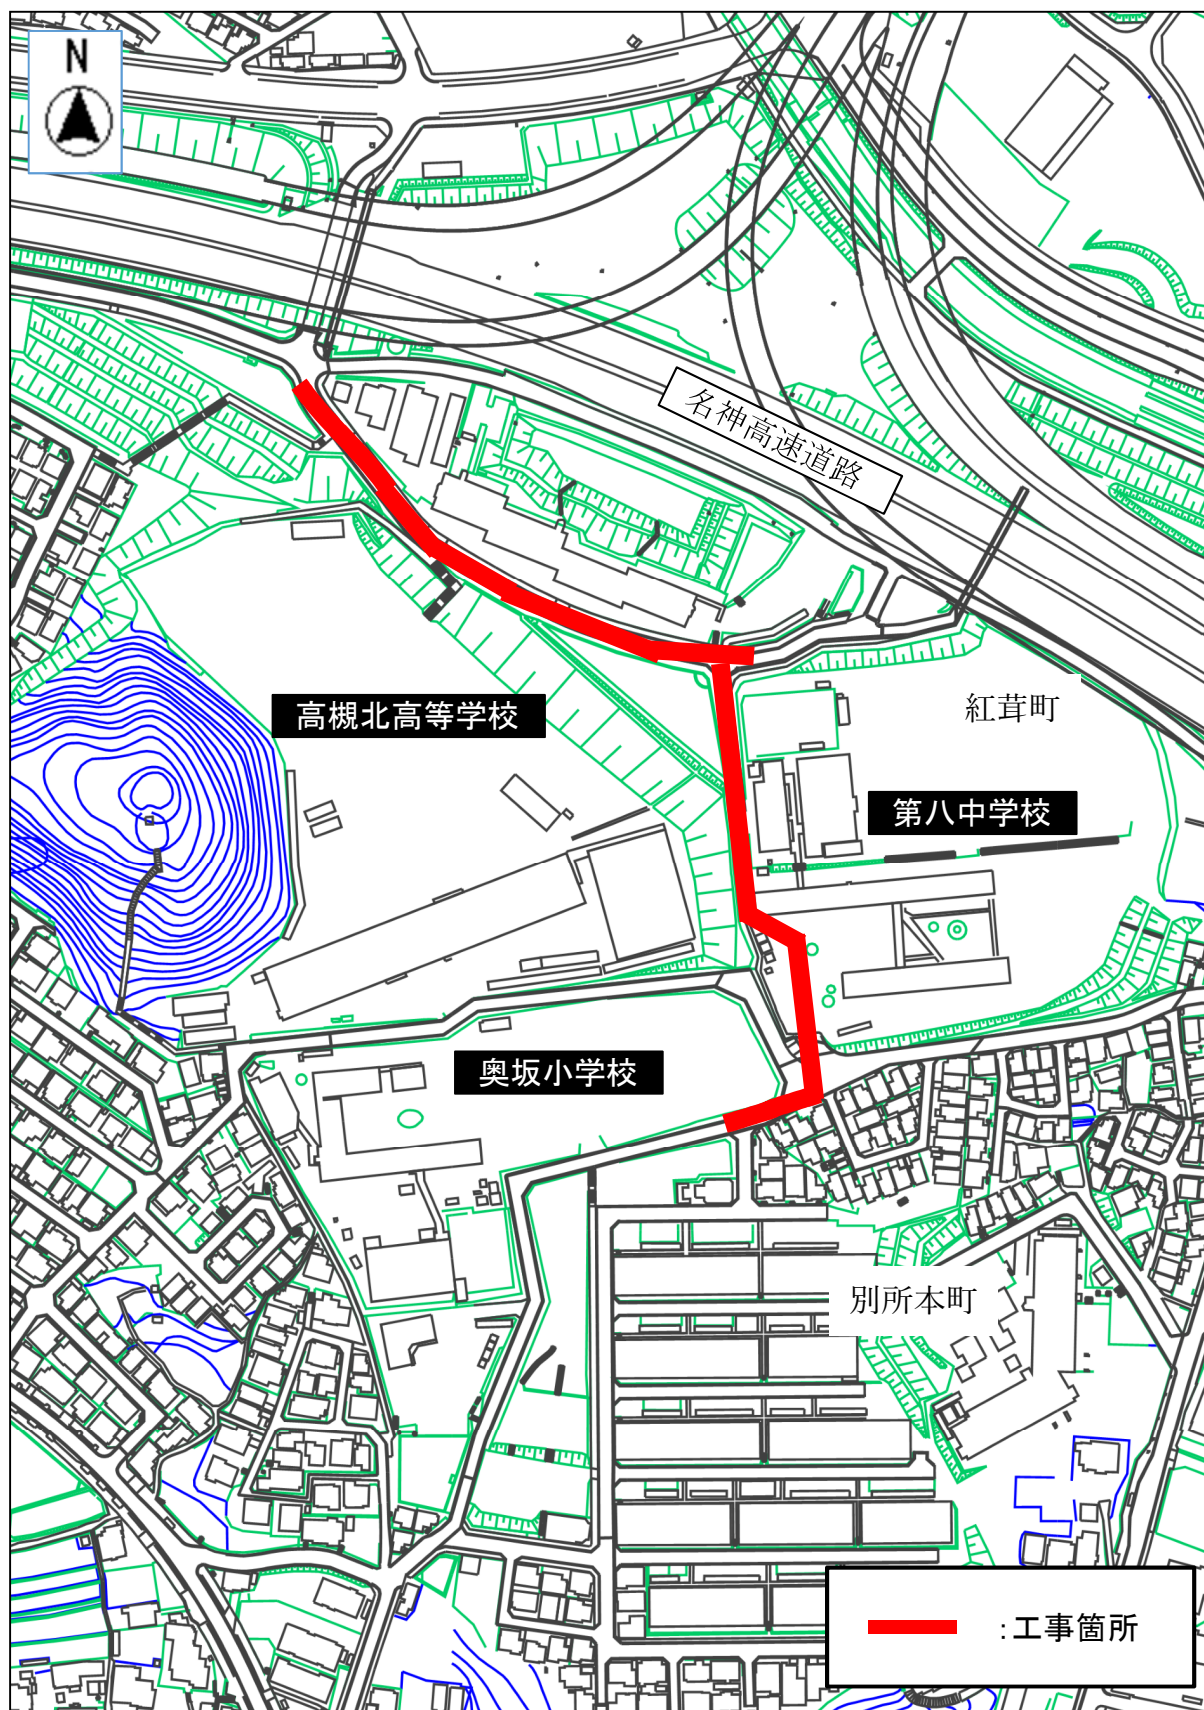 N
名神高速道路
紅茸町
高槻北高等学校
第八中学校
奥坂小学校
別所本町
:工事箇所